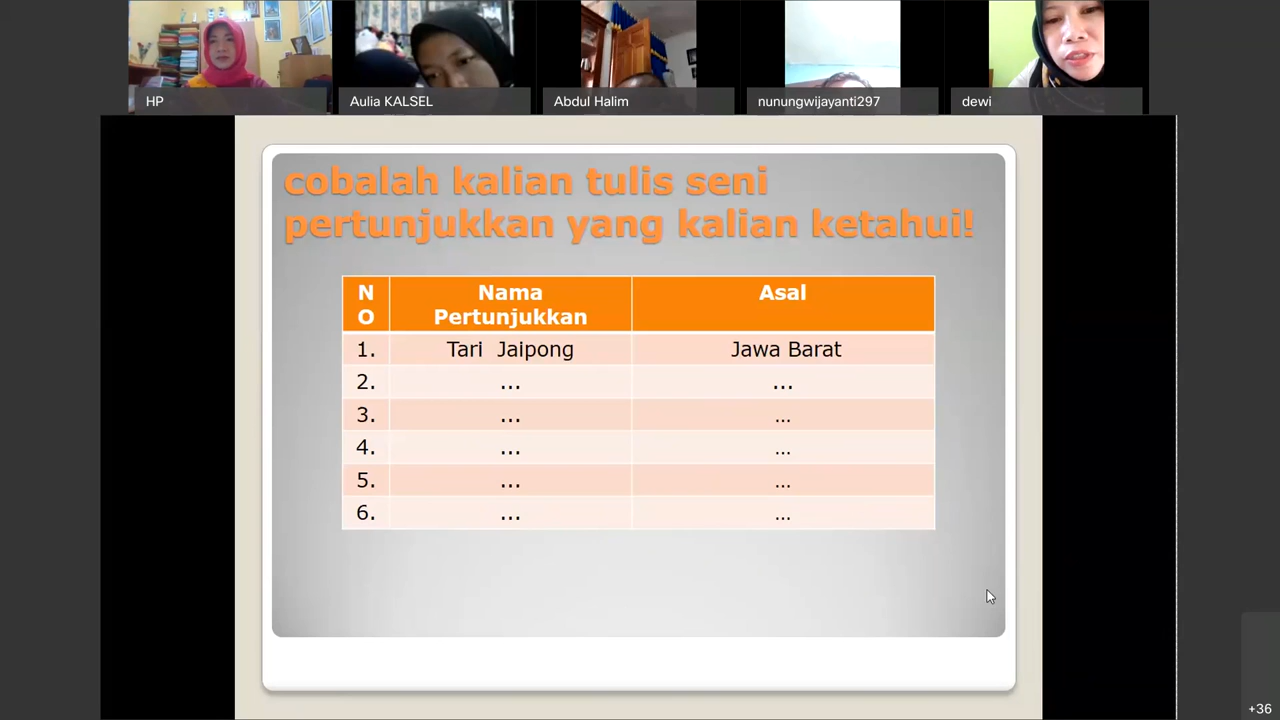 HP
Aulia KALSEL
Abdul Halim
nunungwijayanti297
dewi
cobalah kalian tulis seni
pertunjukkan yang kalian ketahui!
N
O
Nama
Pertunjukkan
Asal
1. Tari Jaipong Jawa Barat
2. ... ...
3. ... ...
4. ... ...
5. ... ...
6. ... ...
+36